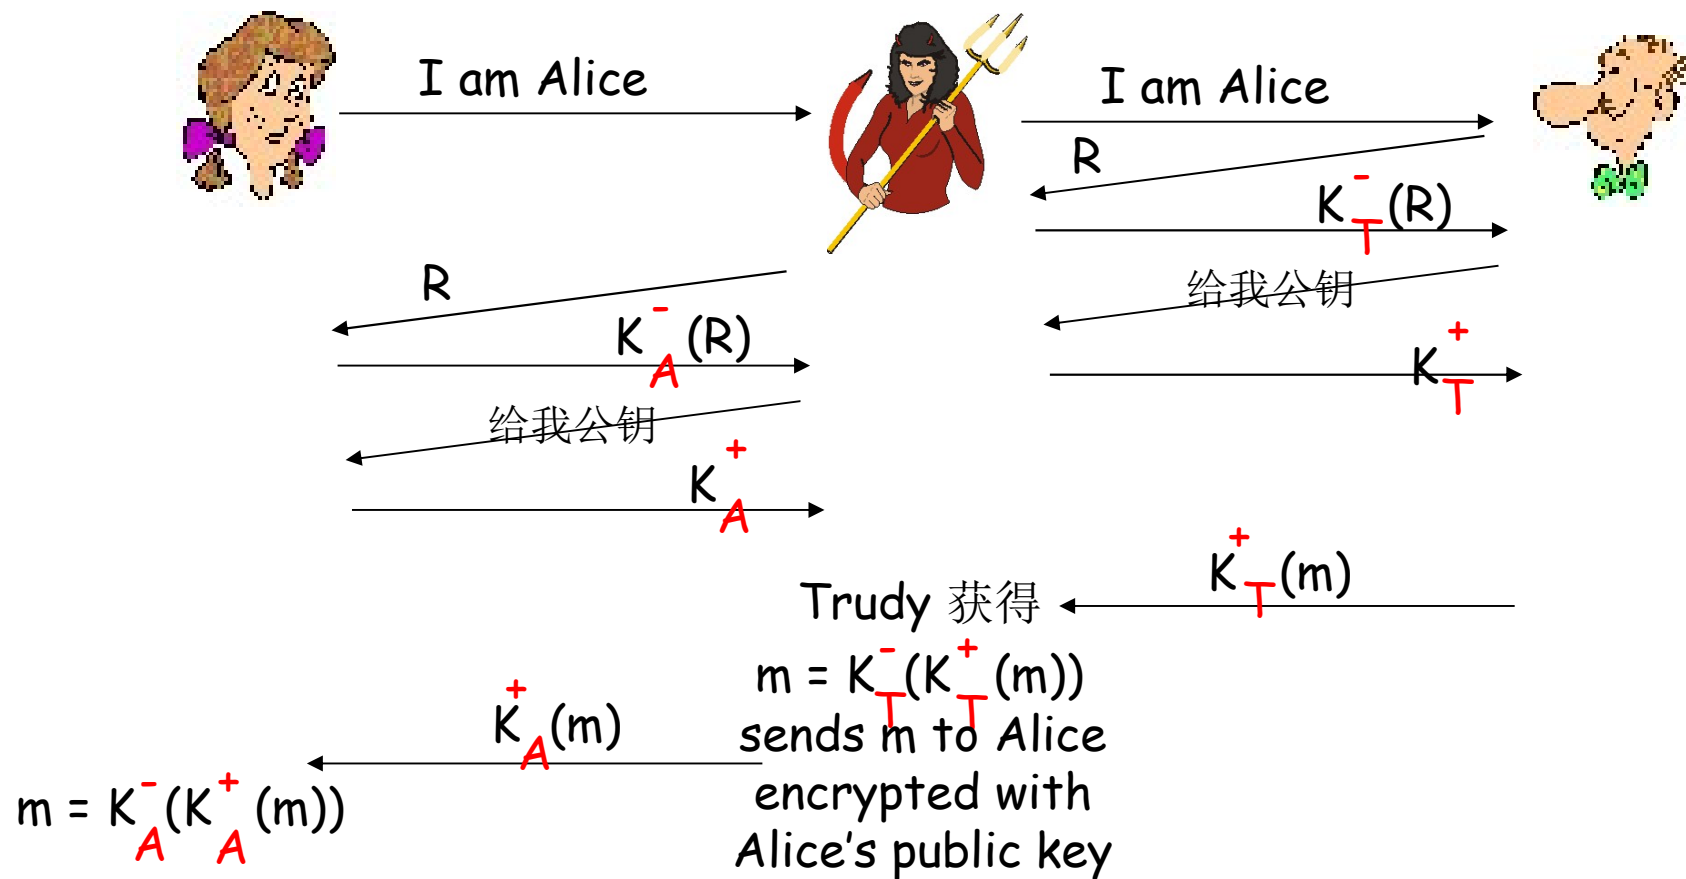 I am Alice
I am Alice
R
K-T(R)
R
给我公钥
K-A(R)
K+T
给我公钥
K+A
K+T(m)
Trudy 获得
m = K-T(K+T(m))
sends m to Alice
encrypted with
Alice's public key
K+A(m)
m = K-A(K+A(m))